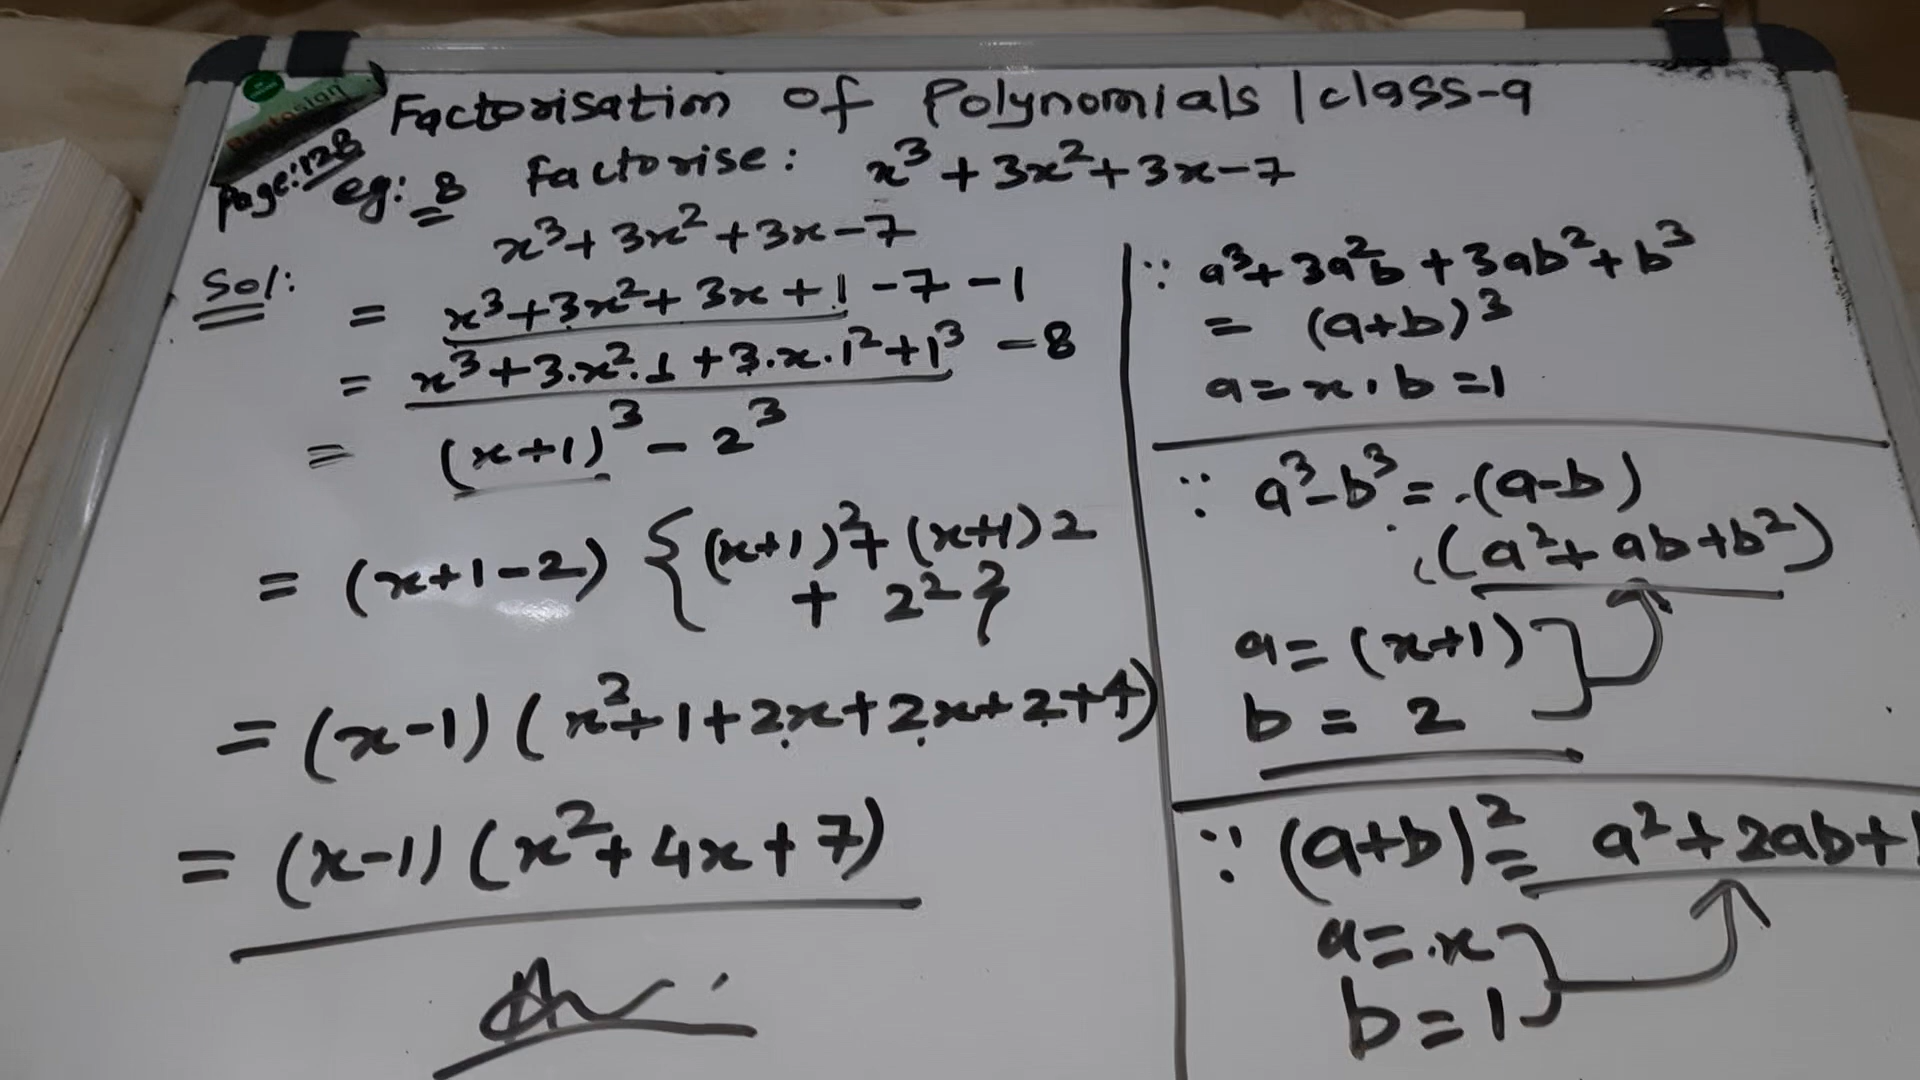 Factorisation of Polynomials | class-9
Page:128
eg: 8 Factorise: x³ + 3x² + 3x - 7
x³ + 3x² + 3x - 7
Sol:
= x³ + 3x² + 3x + 1 - 7 - 1
= x³ + 3.x².1 + 3.x.1² + 1³ - 8
= (x+1)³ - 2³
= (x+1-2) {(x+1)² + (x+1)2
+ 2²}
= (x-1) (x² + 1 + 2x + 2x + 2 + 4)
= (x-1) (x² + 4x + 7)
∵ a³ + 3a²b + 3ab² + b³
= (a+b)³
a = x, b = 1
∵ a³ - b³ = (a-b)
(a² + ab + b²)
a = (x+1)
b = 2
∵ (a+b)² = a² + 2ab +
a = x
b = 1